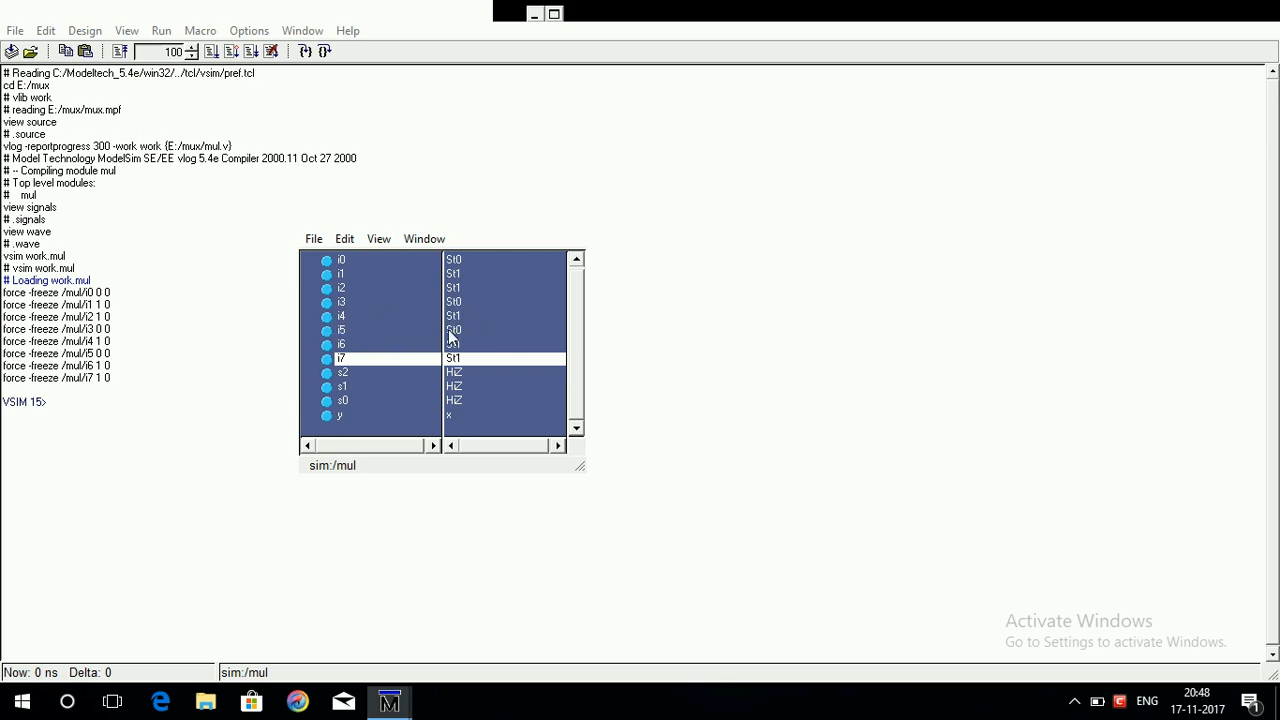 File Edit Design View Run Macro Options Window Help
100
# Reading C:/Modeltech_5.4e/win32/../tcl/vsim/pref.tcl
cd E:/mux
# vlib work
# reading E:/mux/mux.mpf
view source
# .source
vlog -reportprogress 300 -work work {E:/mux/mul.v}
# Model Technology ModelSim SE/EE vlog 5.4e Compiler 2000.11 Oct 27 2000
# -- Compiling module mul
# Top level modules:
# mul
view signals
# .signals
view wave
# .wave
vsim work.mul
# vsim work.mul
# Loading work.mul
force -freeze /mul/i0 0 0
force -freeze /mul/i1 1 0
force -freeze /mul/i2 1 0
force -freeze /mul/i3 0 0
force -freeze /mul/i4 1 0
force -freeze /mul/i5 0 0
force -freeze /mul/i6 1 0
force -freeze /mul/i7 1 0
VSIM 15>
File Edit View Window
i0 St0
i1 St1
i2 St1
i3 St0
i4 St1
i5 St0
i6 St1
i7 St1
s2 HiZ
s1 HiZ
s0 HiZ
y x
sim:/mul
Activate Windows
Go to Settings to activate Windows.
Now: 0 ns Delta: 0 sim:/mul
ENG
20:48
17-11-2017
1